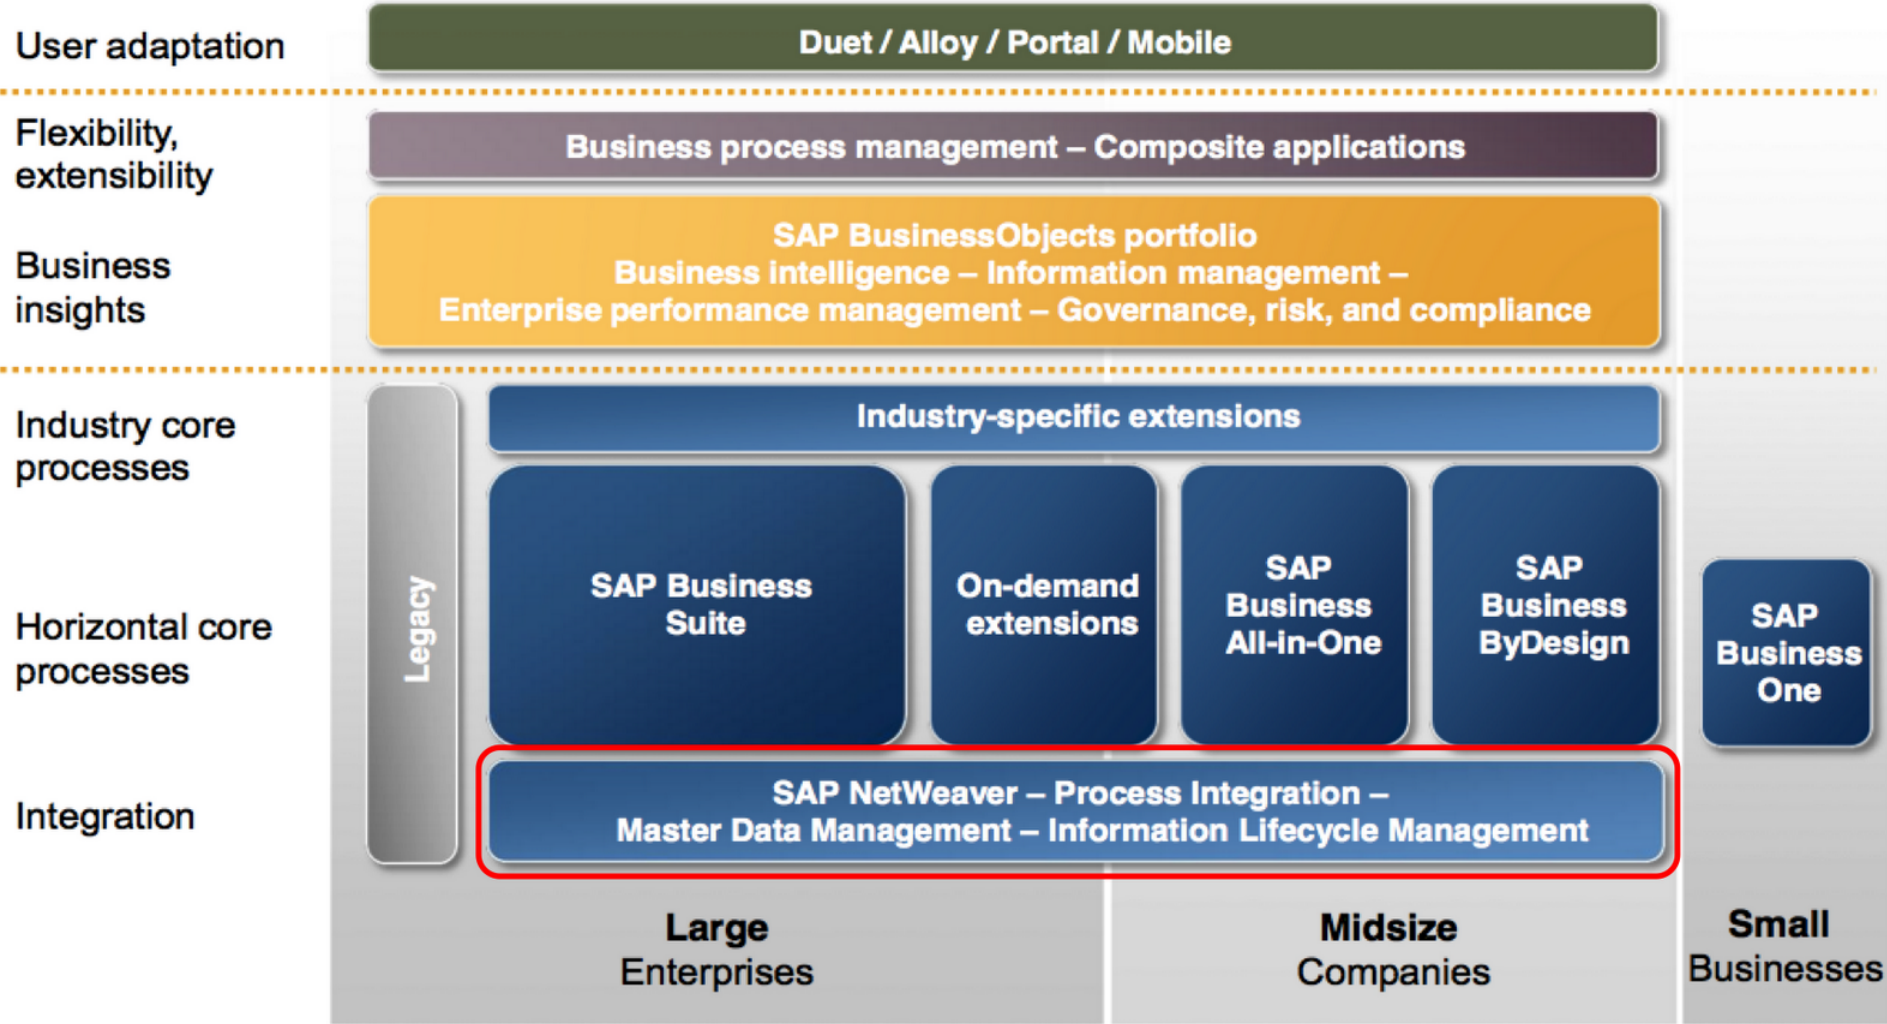 User adaptation
Duet / Alloy / Portal / Mobile
Flexibility,
extensibility
Business process management – Composite applications
Business
insights
SAP BusinessObjects portfolio
Business intelligence – Information management –
Enterprise performance management – Governance, risk, and compliance
Industry core
processes
Industry-specific extensions
Horizontal core
processes
Legacy
SAP Business
Suite
On-demand
extensions
SAP
Business
All-in-One
SAP
Business
ByDesign
SAP
Business
One
Integration
SAP NetWeaver – Process Integration –
Master Data Management – Information Lifecycle Management
Large
Enterprises
Midsize
Companies
Small
Businesses